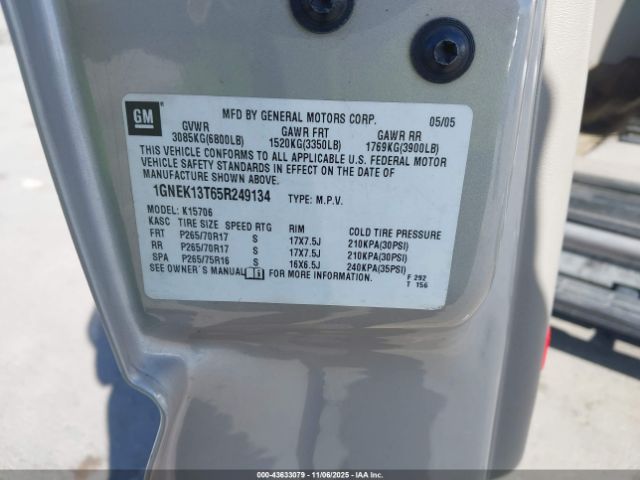 GM
MFD BY GENERAL MOTORS CORP. 05/05
GVWR GAWR FRT GAWR RR
3085KG(6800LB) 1520KG(3350LB) 1769KG(3900LB)
THIS VEHICLE CONFORMS TO ALL APPLICABLE U.S. FEDERAL MOTOR
VEHICLE SAFETY STANDARDS IN EFFECT ON THE DATE OF
MANUFACTURE SHOWN ABOVE.
1GNEK13T65R249134 TYPE: M.P.V.
MODEL: K15706
KASC TIRE SIZE SPEED RTG RIM COLD TIRE PRESSURE
FRT P265/70R17 S 17X7.5J 210KPA(30PSI)
RR P265/70R17 S 17X7.5J 210KPA(30PSI)
SPA P265/75R16 S 16X6.5J 240KPA(35PSI)
SEE OWNER'S MANUAL FOR MORE INFORMATION.
F 292
T 156
000-43633079 - 11/06/2025 - IAAI.COM